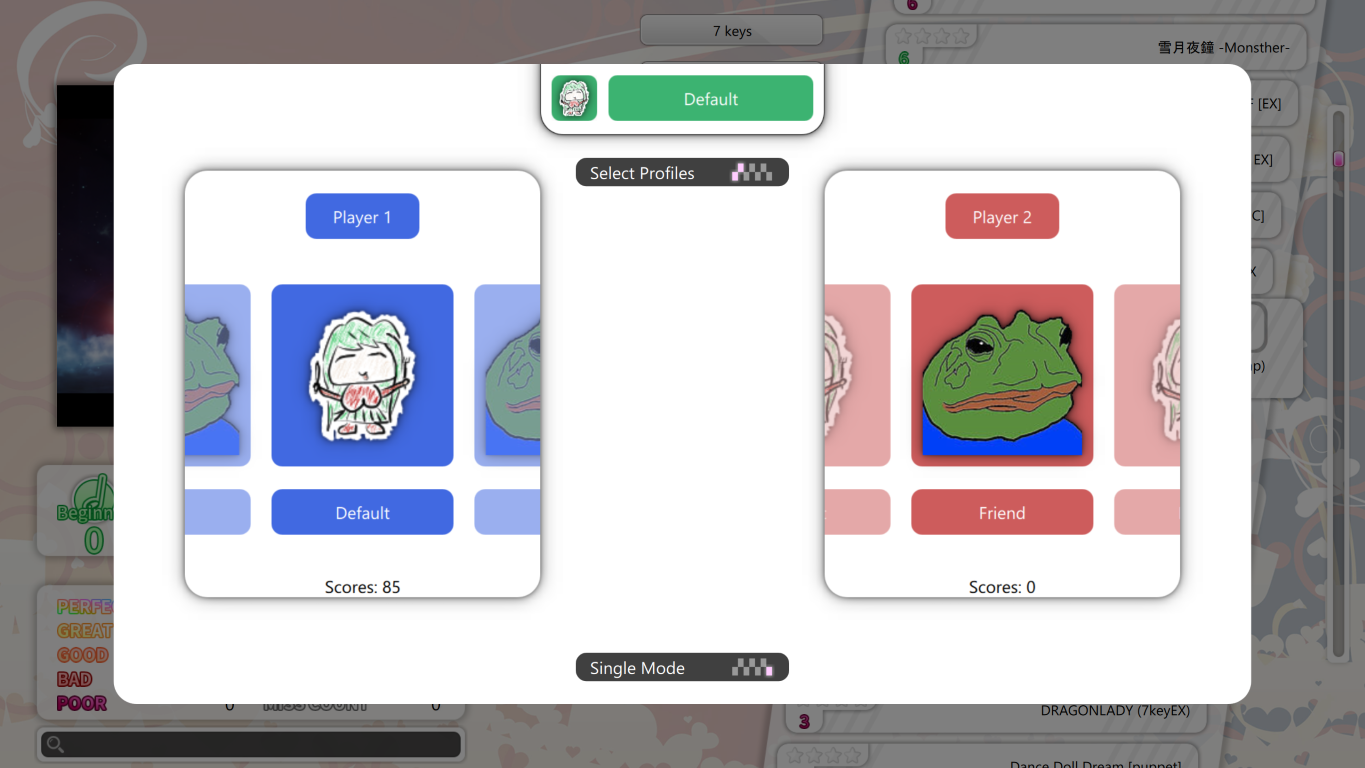 7 keys
6
雪月夜鐘 -Monsther-
6
Default
[EX]
Select Profiles
EX]
Player 1
Player 2
C]
X
Default
Friend
Beginn
0
Scores: 85
Scores: 0
PERFE
GREAT
GOOD
BAD
Single Mode
POOR
0
MISS COUNT
0
DRAGONLADY (7keyEX)
3
Dance Doll Dream [puppet]